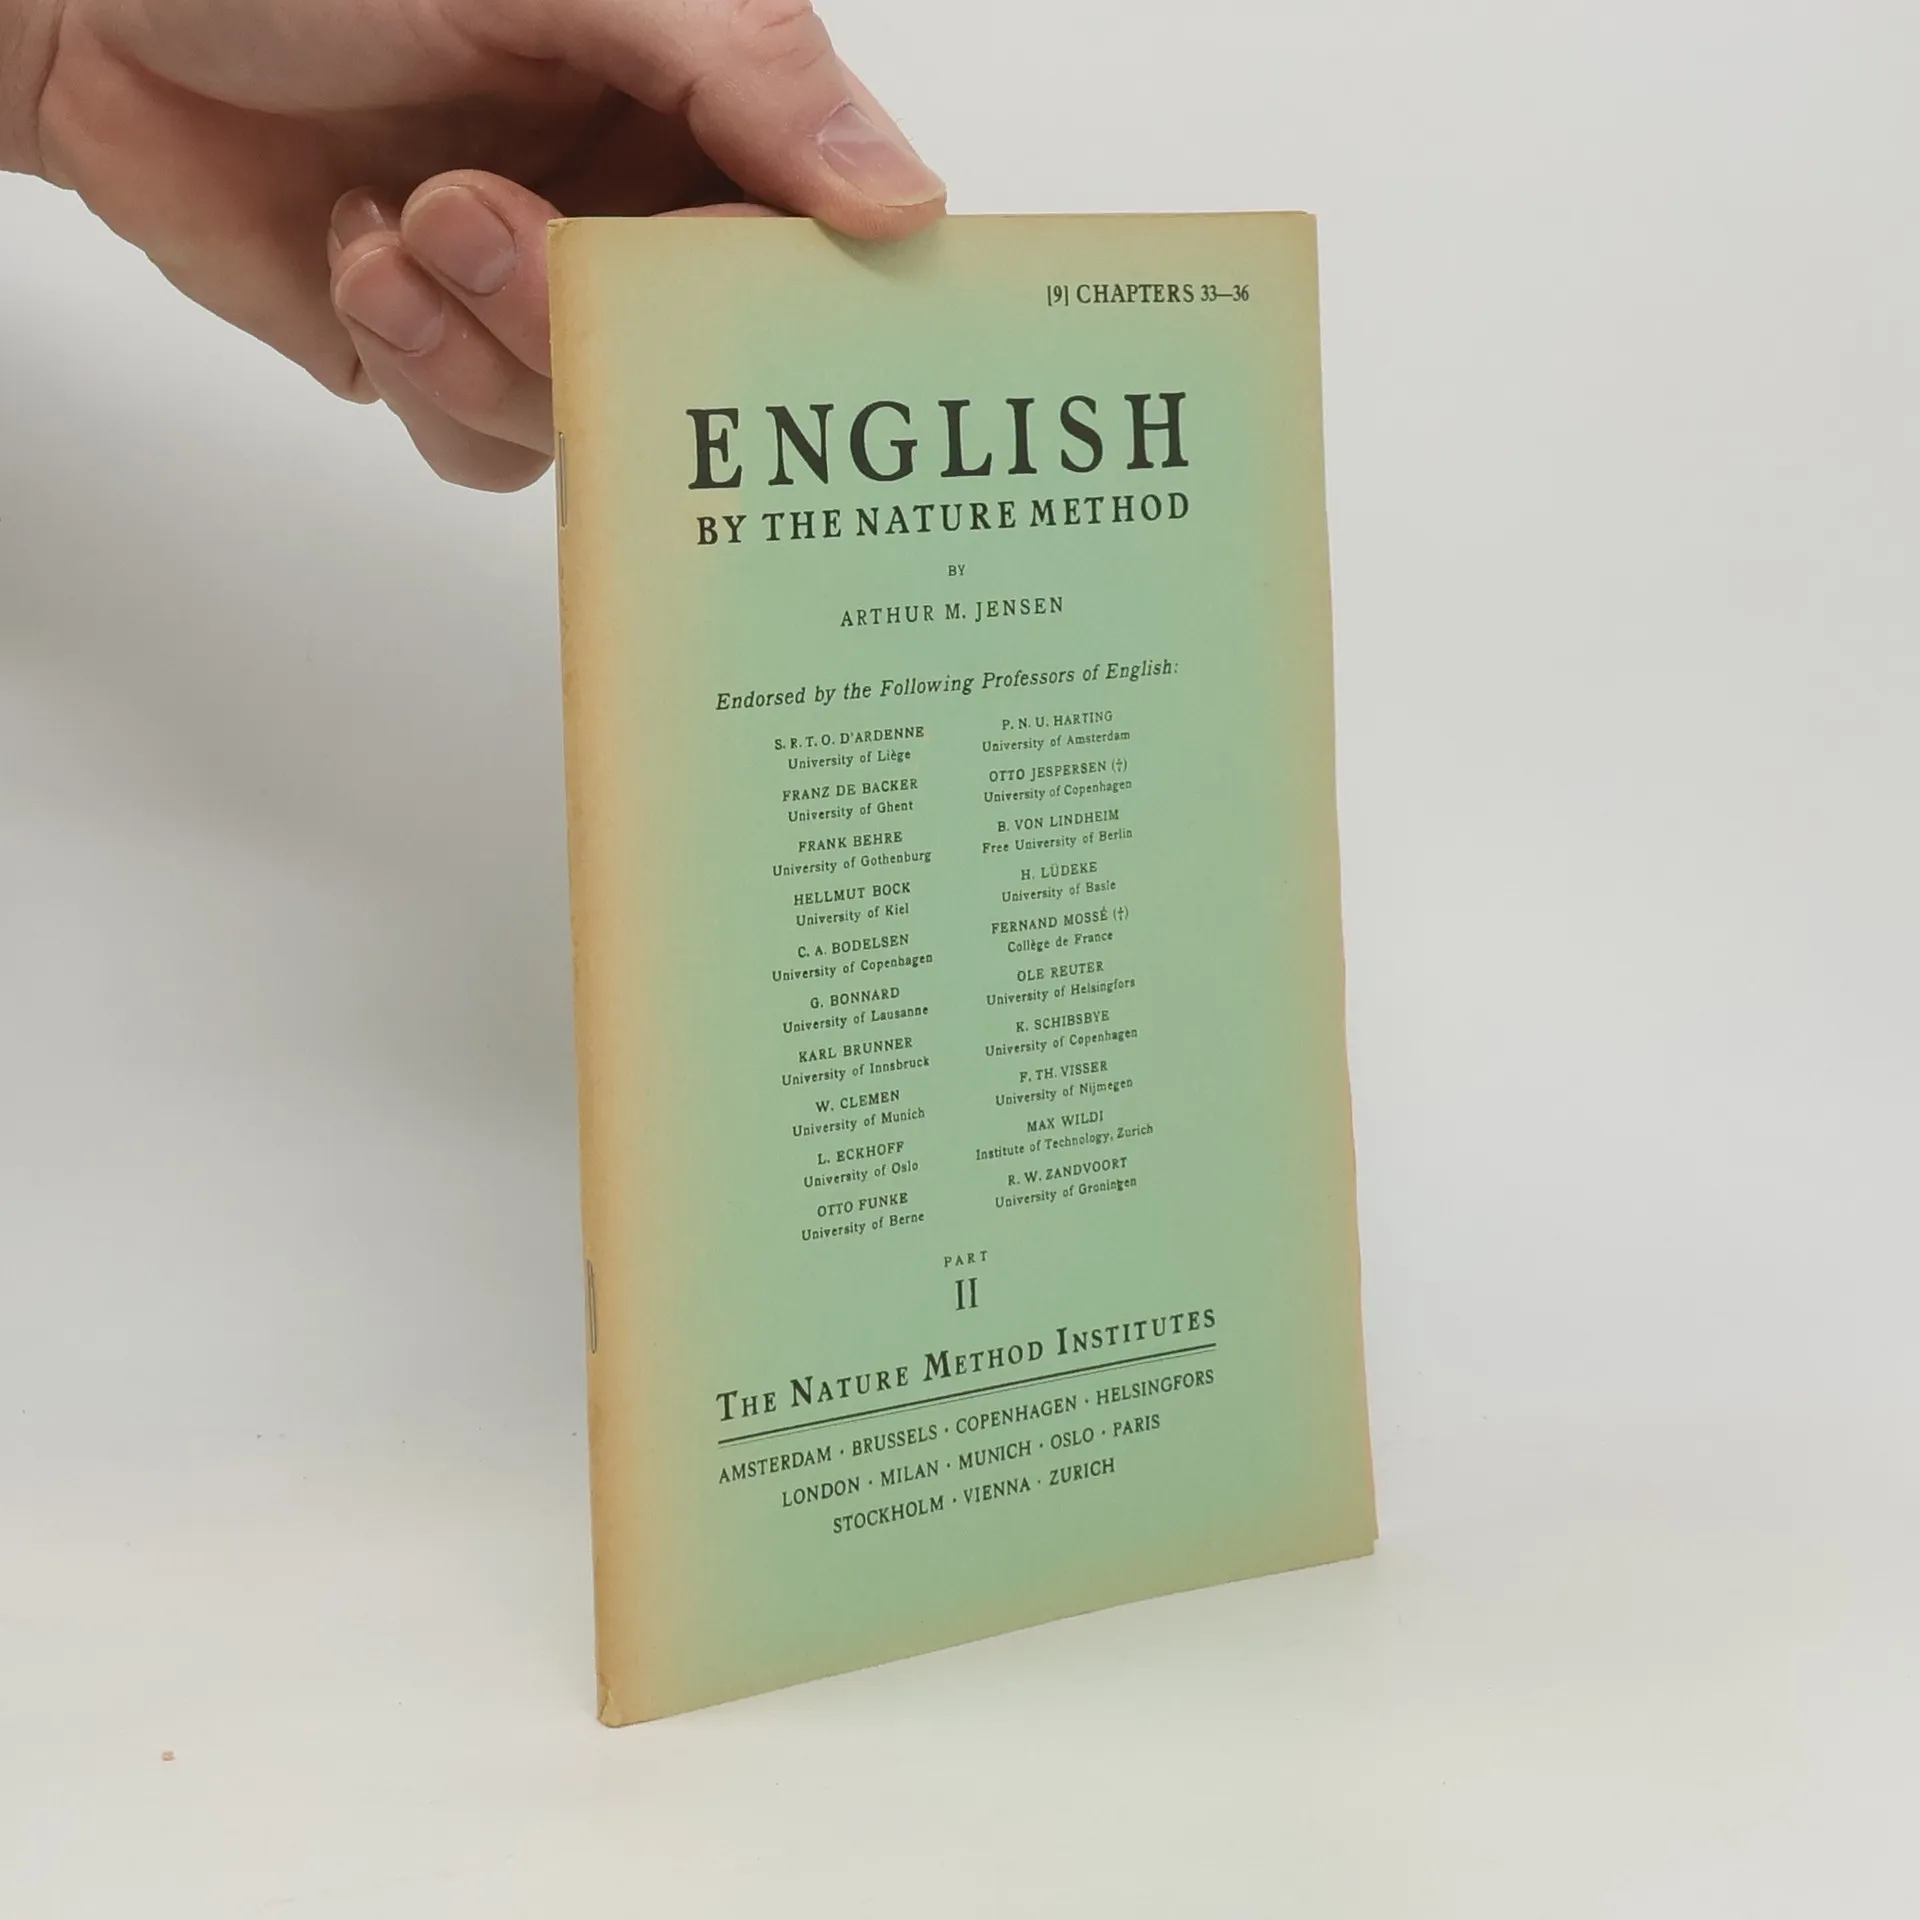 [9] CHAPTERS 33—36
ENGLISH
BY THE NATURE METHOD
BY
ARTHUR M. JENSEN
Endorsed by the Following Professors of English:
S. R. T. O. D'ARDENNE
University of Liège
FRANZ DE BACKER
University of Ghent
FRANK BEHRE
University of Gothenburg
HELLMUT BOCK
University of Kiel
C. A. BODELSEN
University of Copenhagen
G. BONNARD
University of Lausanne
KARL BRUNNER
University of Innsbruck
W. CLEMEN
University of Munich
L. ECKHOFF
University of Oslo
OTTO FUNKE
University of Berne
P. N. U. HARTING
University of Amsterdam
OTTO JESPERSEN (†)
University of Copenhagen
B. VON LINDHEIM
Free University of Berlin
H. LÜDEKE
University of Basle
FERNAND MOSSÉ (†)
Collège de France
OLE REUTER
University of Helsingfors
K. SCHIBSBYE
University of Copenhagen
F. TH. VISSER
University of Nijmegen
MAX WILDI
Institute of Technology, Zurich
R. W. ZANDVOORT
University of Groningen
PART
II
THE NATURE METHOD INSTITUTES
AMSTERDAM · BRUSSELS · COPENHAGEN · HELSINGFORS
LONDON · MILAN · MUNICH · OSLO · PARIS
STOCKHOLM · VIENNA · ZURICH